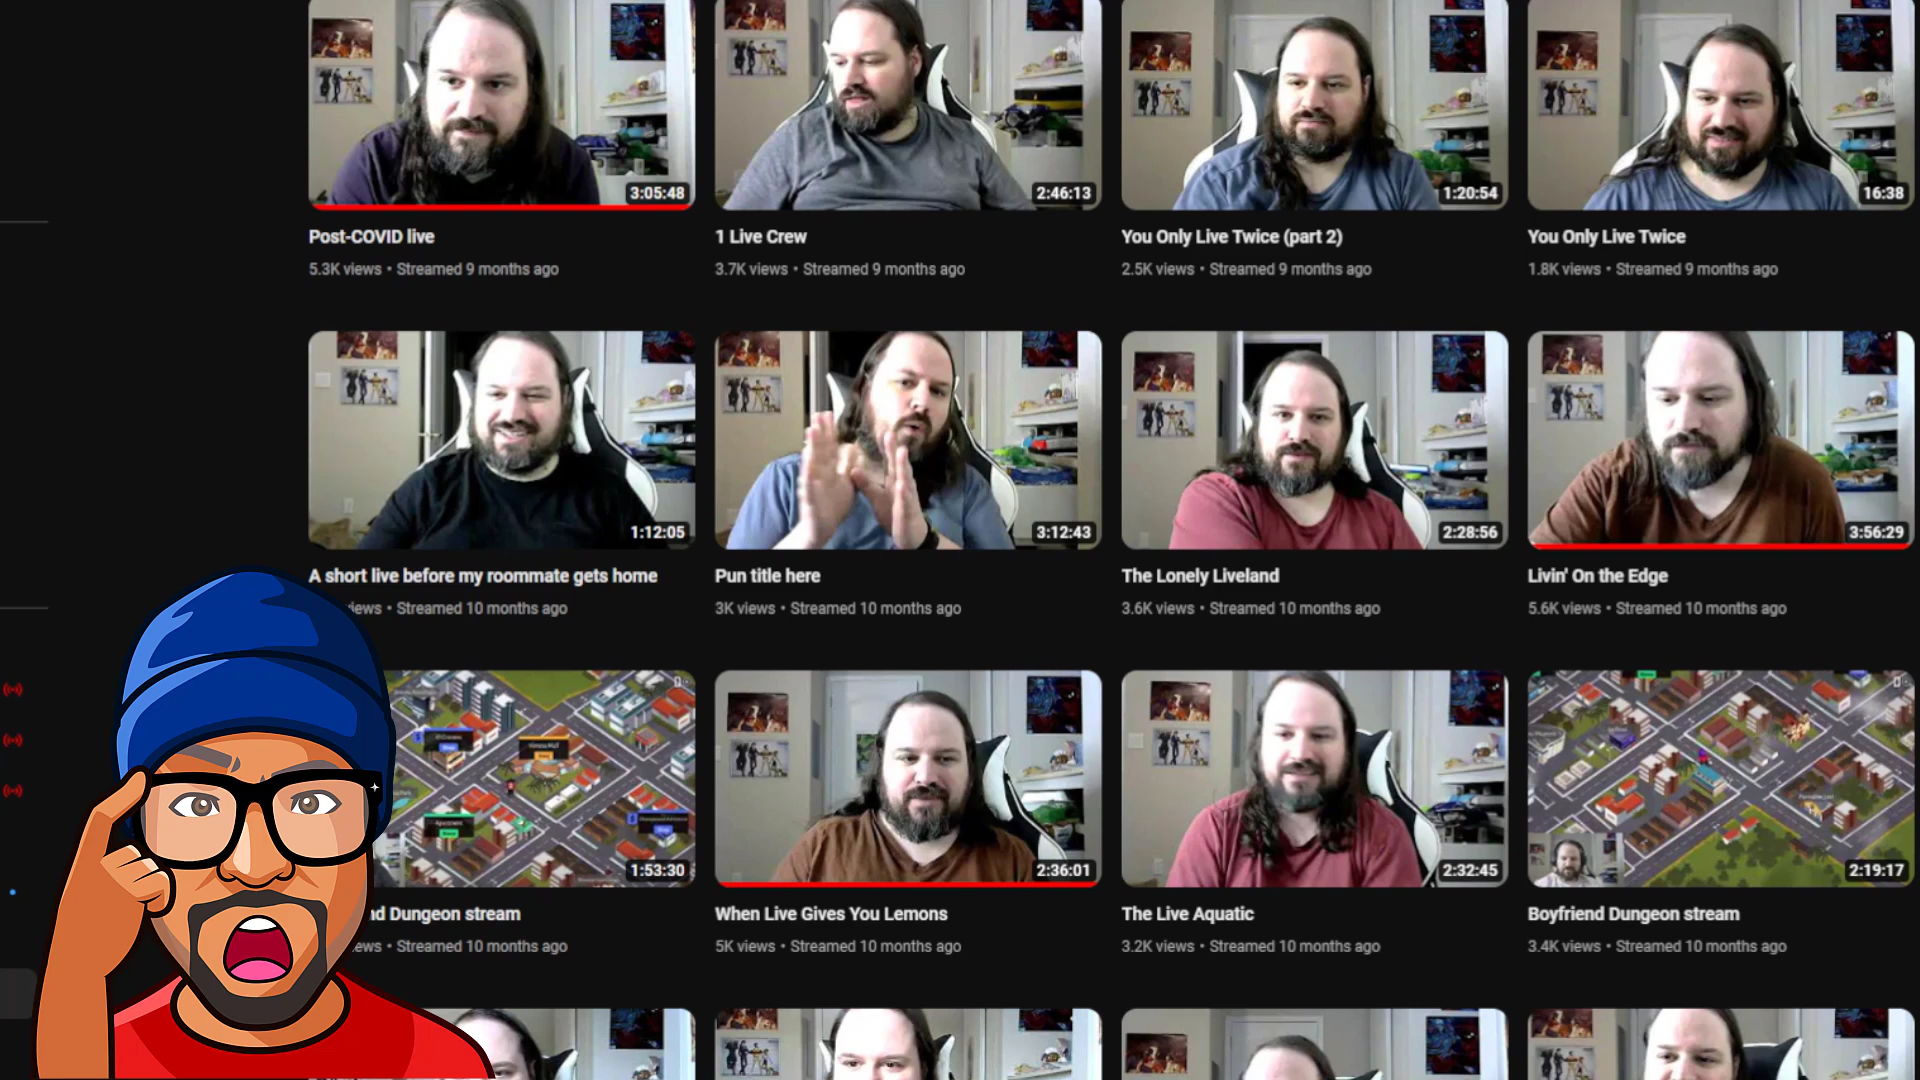 3:05:48
2:46:13
1:20:54
16:38
Post-COVID live
1 Live Crew
You Only Live Twice (part 2)
You Only Live Twice
5.3K views • Streamed 9 months ago
3.7K views • Streamed 9 months ago
2.5K views • Streamed 9 months ago
1.8K views • Streamed 9 months ago
1:12:05
3:12:43
2:28:56
3:56:29
A short live before my roommate gets home
Pun title here
The Lonely Liveland
Livin' On the Edge
• Streamed 10 months ago
3K views • Streamed 10 months ago
3.6K views • Streamed 10 months ago
5.6K views • Streamed 10 months ago
1:53:30
2:36:01
2:32:45
2:19:17
Dungeon stream
When Live Gives You Lemons
The Live Aquatic
Boyfriend Dungeon stream
• Streamed 10 months ago
5K views • Streamed 10 months ago
3.2K views • Streamed 10 months ago
3.4K views • Streamed 10 months ago